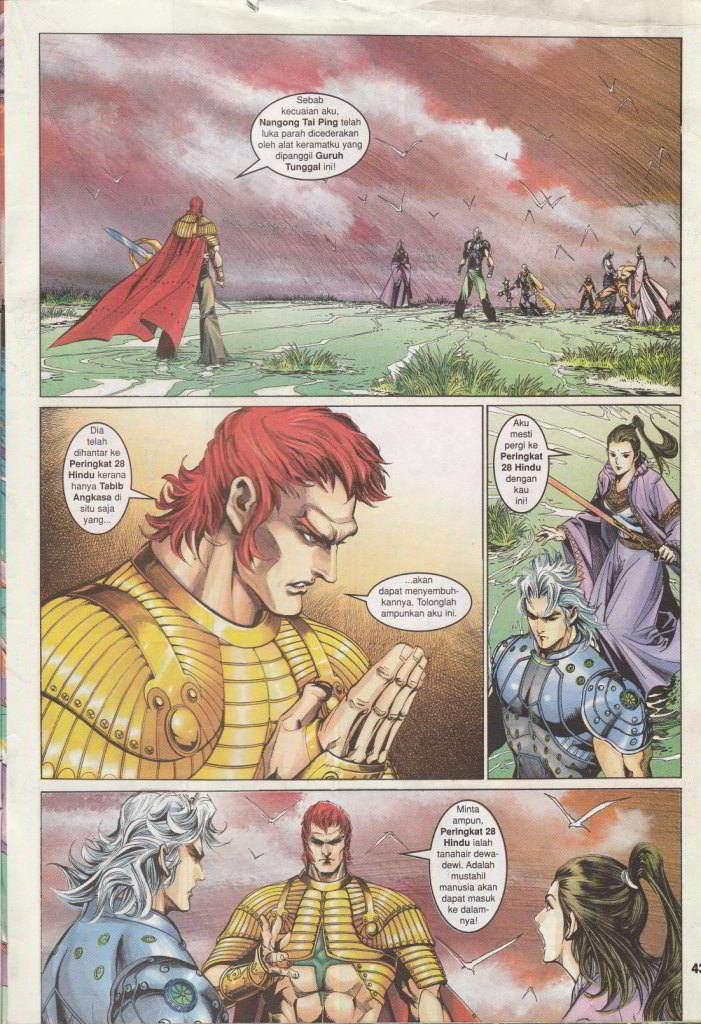 Sebab
kecuaian aku,
Nangong Tai Ping telah
luka parah dicederakan
oleh alat keramatku yang
dipanggil Guruh
Tunggal ini!
Dia
telah
dihantar ke
Peringkat 28
Hindu kerana
hanya Tabib
Angkasa di
situ saja
yang...
...akan
dapat menyembuh-
kannya. Tolonglah
ampunkan aku ini.
Aku
mesti
pergi ke
Peringkat
28 Hindu
dengan
kau
ini!
Minta
ampun,
Peringkat 28
Hindu ialah
tanahair dewa-
dewi. Adalah
mustahil
manusia akan
dapat masuk
ke dalam-
nya!